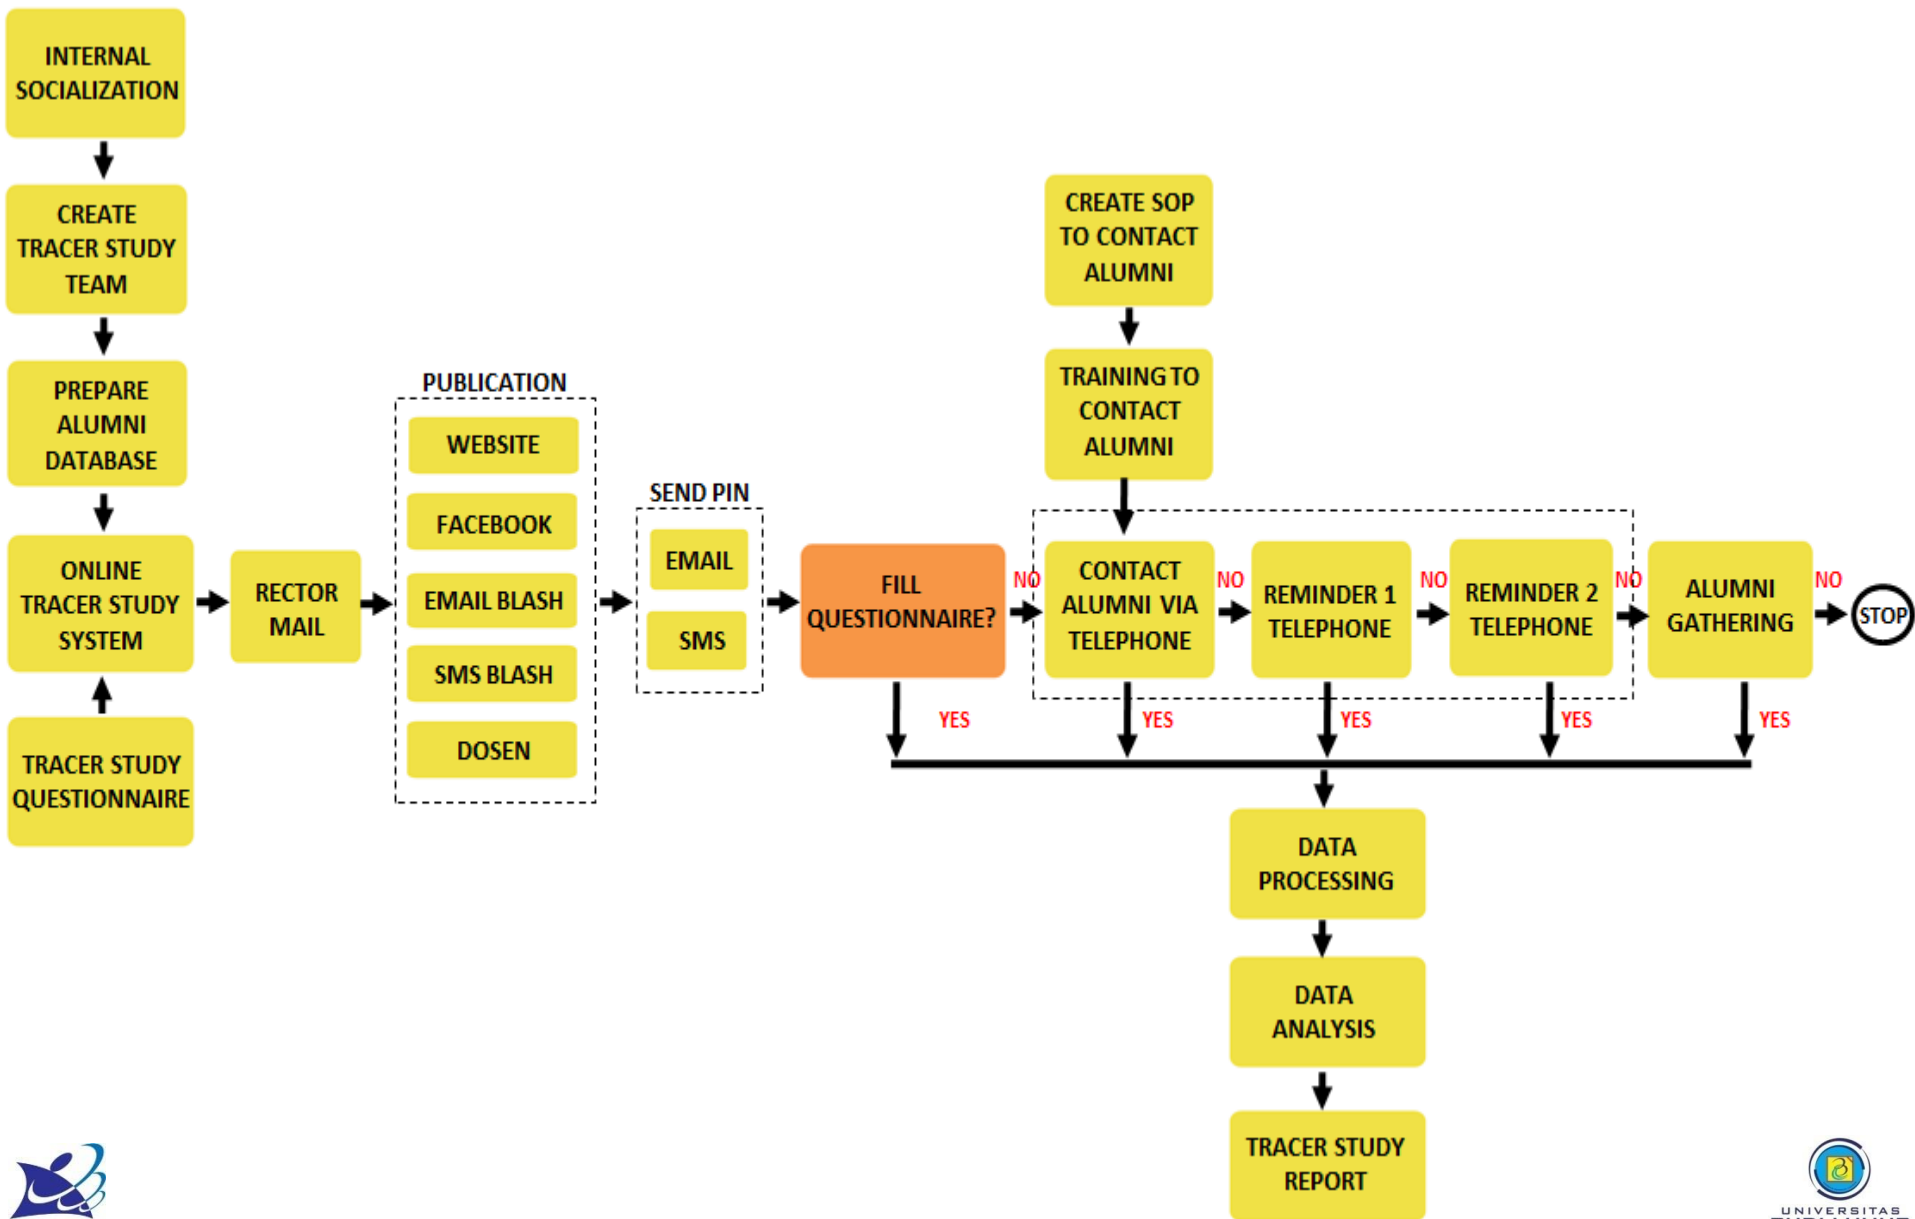 INTERNAL
SOCIALIZATION
CREATE
TRACER STUDY
TEAM
PREPARE
ALUMNI
DATABASE
ONLINE
TRACER STUDY
SYSTEM
TRACER STUDY
QUESTIONNAIRE
RECTOR
MAIL
PUBLICATION
WEBSITE
FACEBOOK
EMAIL BLASH
SMS BLASH
DOSEN
SEND PIN
EMAIL
SMS
FILL
QUESTIONNAIRE?
NO
YES
CREATE SOP
TO CONTACT
ALUMNI
TRAINING TO
CONTACT
ALUMNI
CONTACT
ALUMNI VIA
TELEPHONE
NO
YES
REMINDER 1
TELEPHONE
NO
YES
REMINDER 2
TELEPHONE
NO
YES
ALUMNI
GATHERING
NO
YES
STOP
DATA
PROCESSING
DATA
ANALYSIS
TRACER STUDY
REPORT
UNIVERSITAS